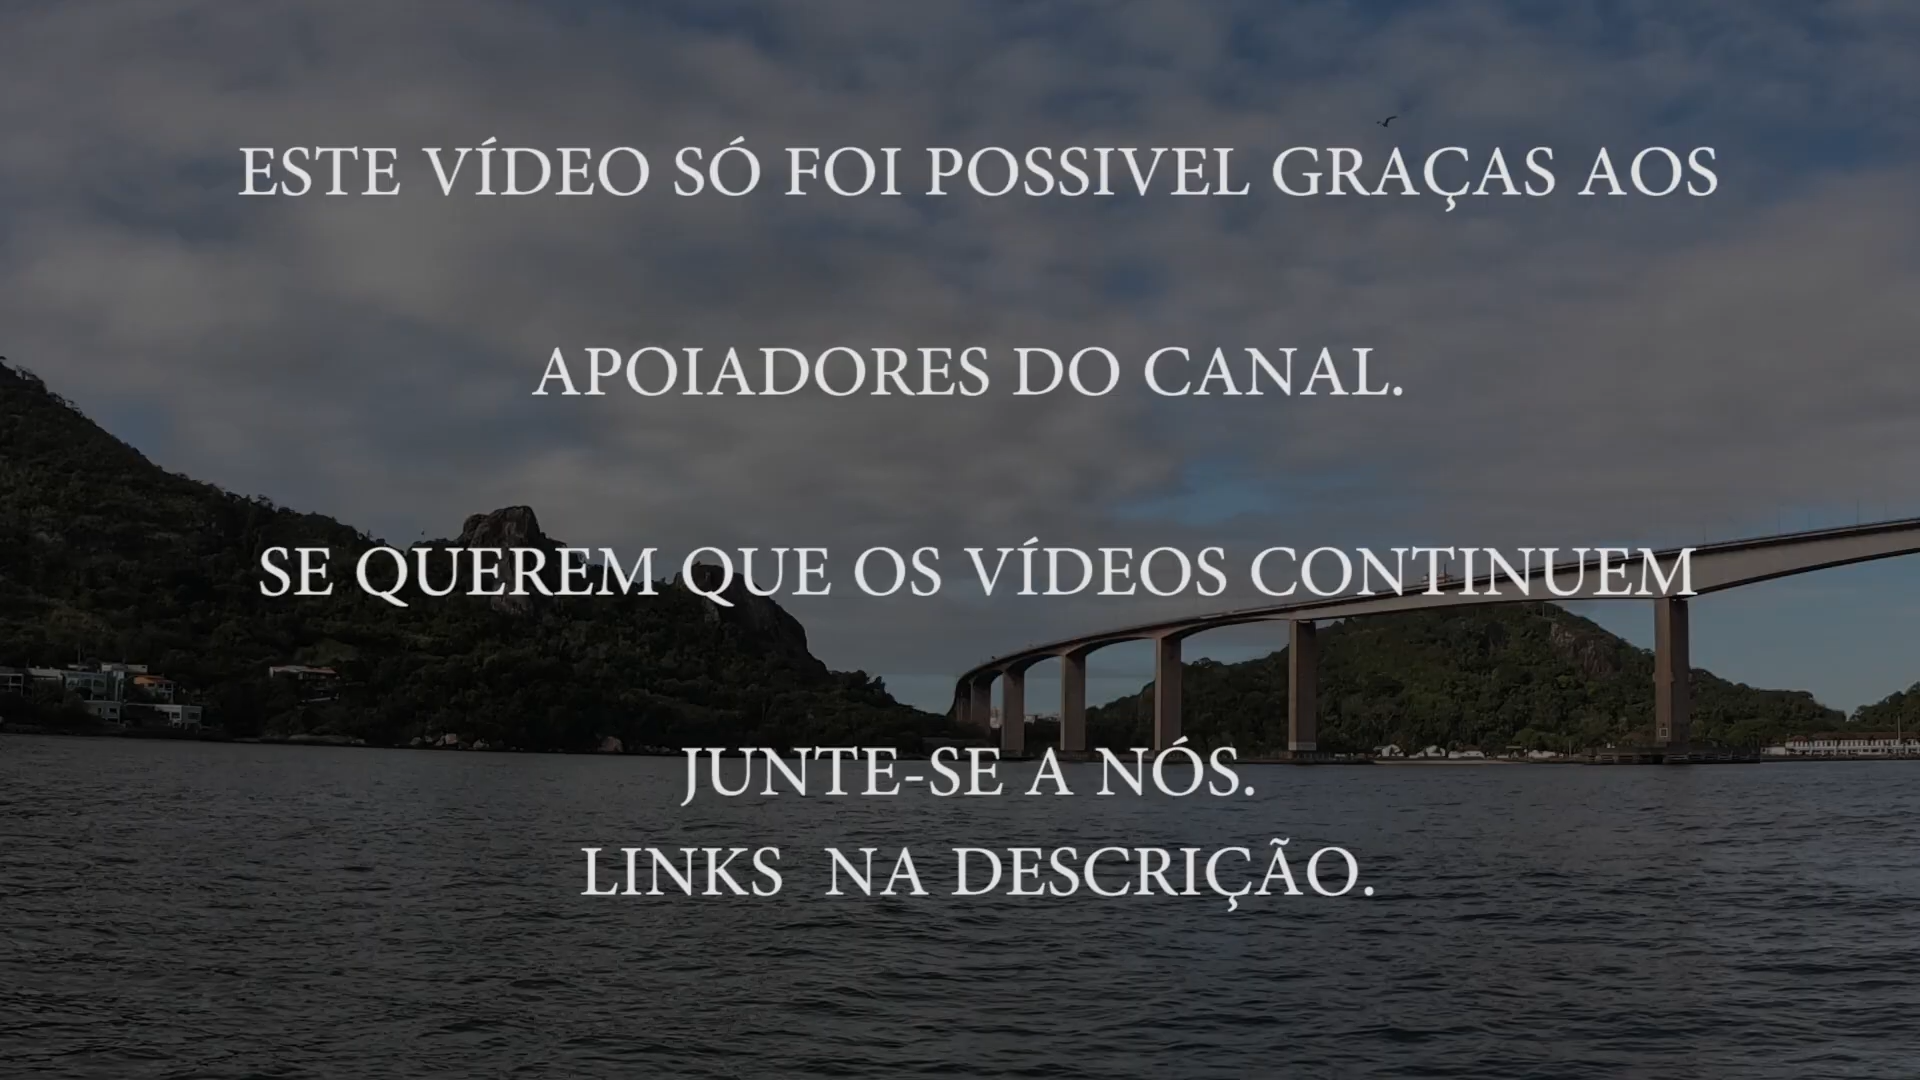 ESTE VÍDEO SÓ FOI POSSIVEL GRAÇAS AOS
APOIADORES DO CANAL.
SE QUEREM QUE OS VÍDEOS CONTINUEM
JUNTE-SE A NÓS.
LINKS NA DESCRIÇÃO.